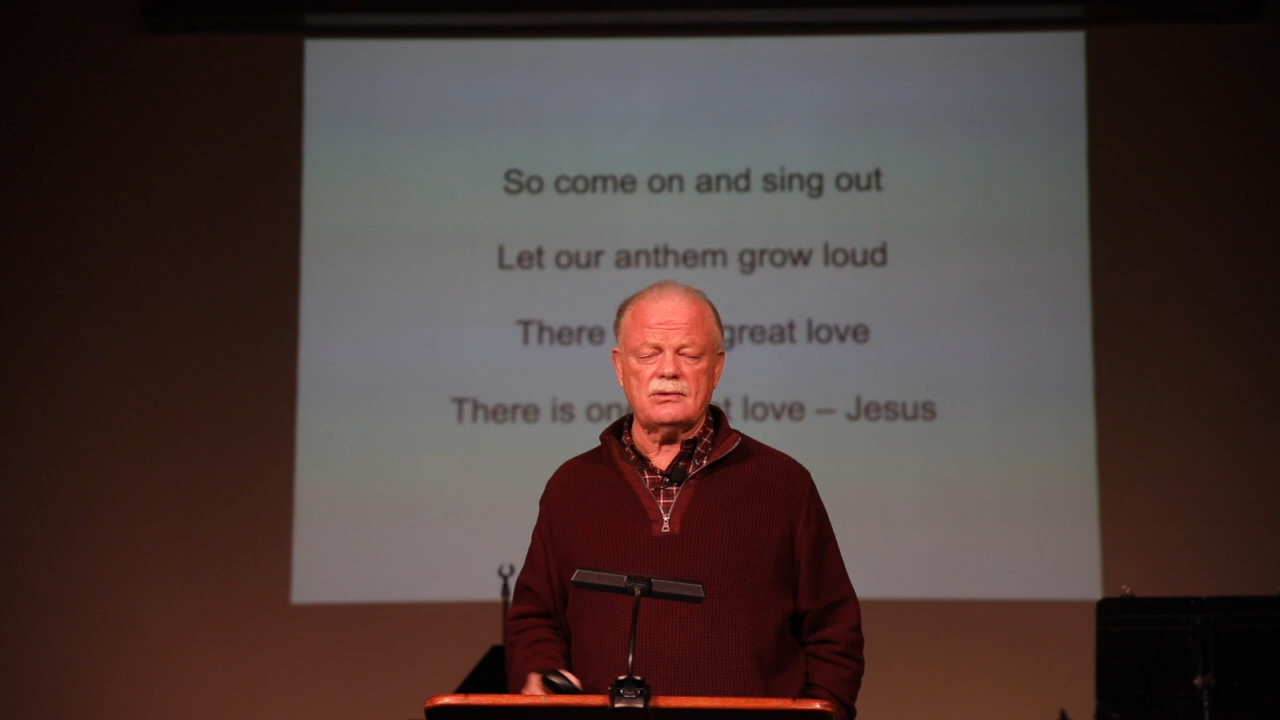 So come on and sing out
Let our anthem grow loud
There great love
There is love – Jesus